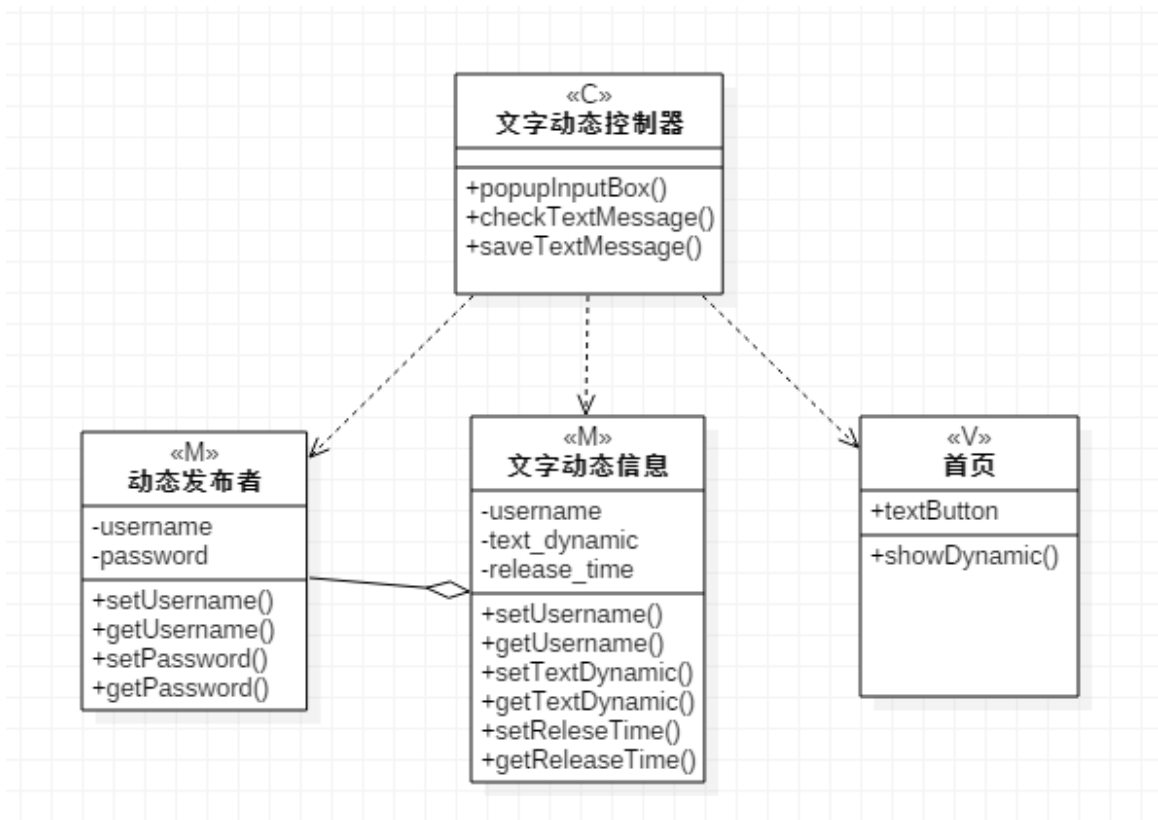 «C»
文字动态控制器
+popupInputBox()
+checkTextMessage()
+saveTextMessage()
«M»
动态发布者
-username
-password
+setUsername()
+getUsername()
+setPassword()
+getPassword()
«M»
文字动态信息
-username
-text_dynamic
-release_time
+setUsername()
+getUsername()
+setTextDynamic()
+getTextDynamic()
+setReleseTime()
+getReleaseTime()
«V»
首页
+textButton
+showDynamic()